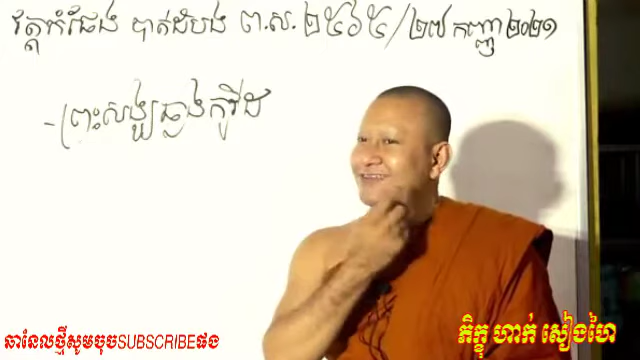 វត្តកំផែង បាត់ដំបង ព.ស.២៥៦៥/២៧ កញ្ញា ២០២១
-ព្រះសង្ឃឆ្លងកូវីដ
ឆានែលថ្មីសូមចុចSUBSCRIBEផង
ភិក្ខុ ហាក់ សៀងហៃ